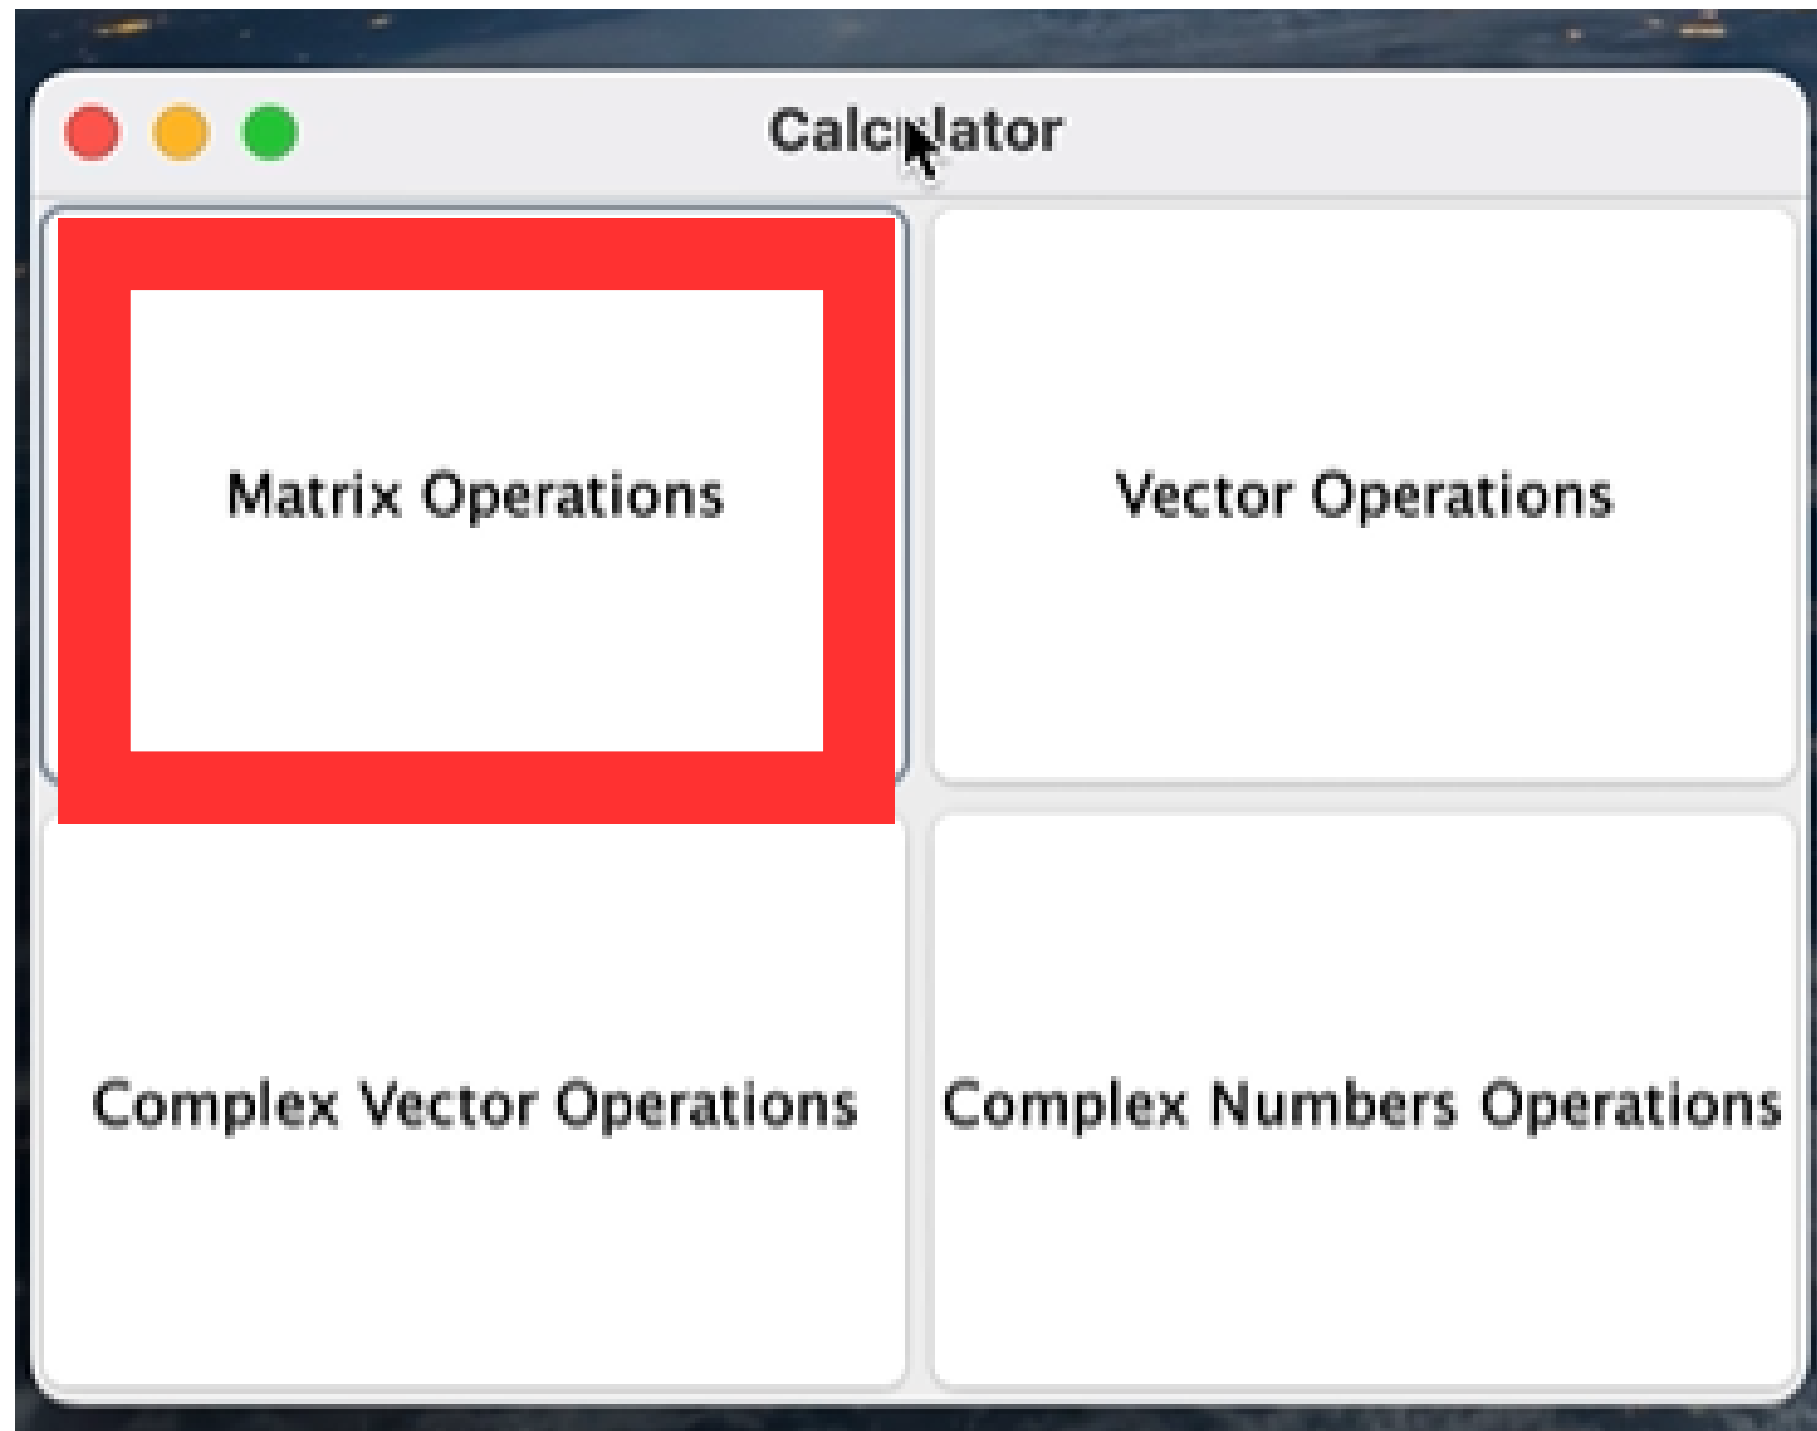 Calculator
Matrix Operations
Vector Operations
Complex Vector Operations
Complex Numbers Operations